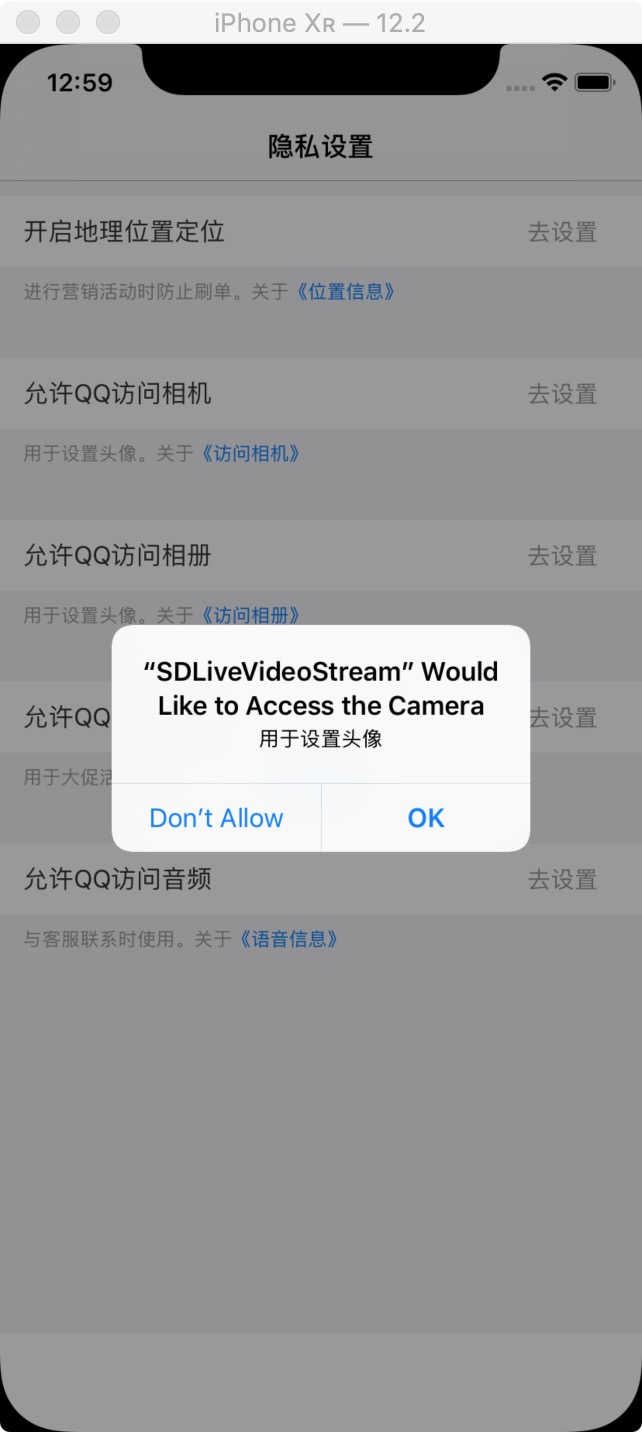 iPhone Xʀ — 12.2
12:59
隐私设置
开启地理位置定位 去设置
进行营销活动时防止刷单。关于《位置信息》
允许QQ访问相机 去设置
用于设置头像。关于《访问相机》
允许QQ访问相册 去设置
用于设置头像。关于《访问相册》
“SDLiveVideoStream” Would
Like to Access the Camera
用于设置头像
允许QQ 去设置
用于大促活
Don’t Allow OK
允许QQ访问音频 去设置
与客服联系时使用。关于《语音信息》